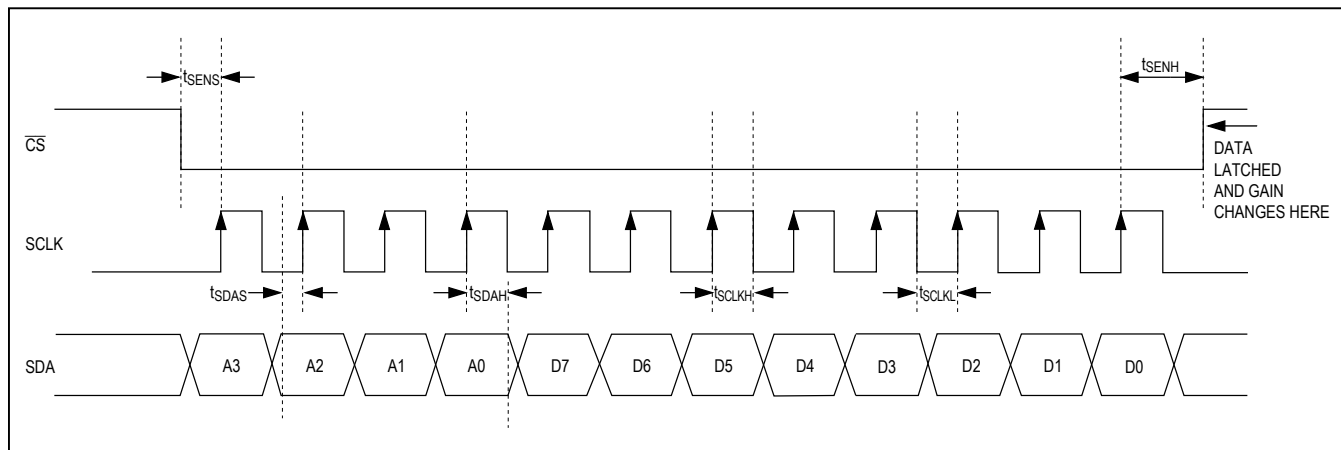 tSENS
tSENH
CS
DATA
LATCHED
AND GAIN
CHANGES HERE
SCLK
tSDAS
tSDAH
tSCLKH
tSCLKL
SDA
A3
A2
A1
A0
D7
D6
D5
D4
D3
D2
D1
D0